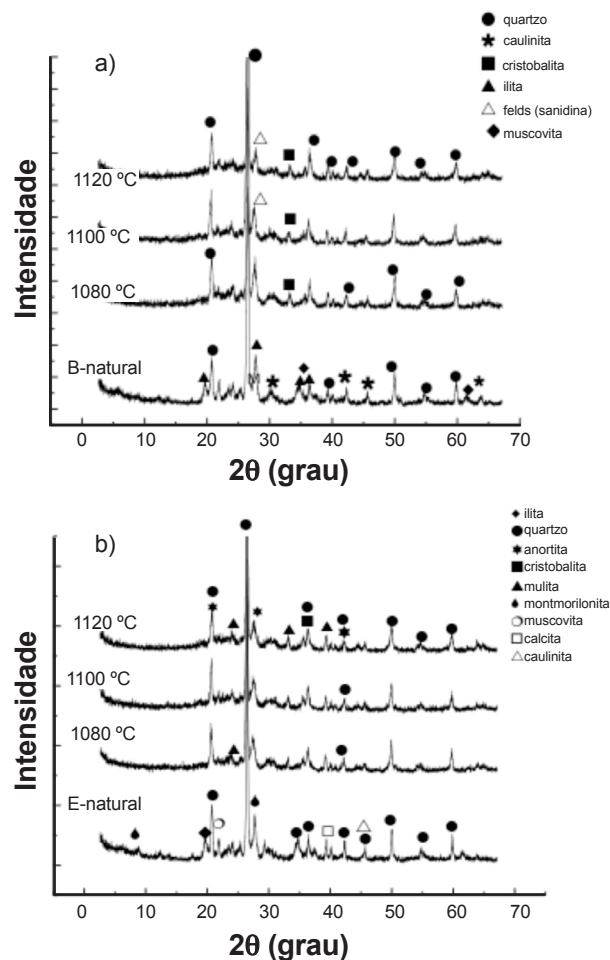 a)
quartzo
caulinita
cristobalita
ilita
felds (sanidina)
muscovita
Intensidade
1120 ºC
1100 ºC
1080 ºC
B-natural
0 10 20 30 40 50 60 70
2θ (grau)
b)
ilita
quartzo
anortita
cristobalita
mulita
montmorilonita
muscovita
calcita
caulinita
Intensidade
1120 ºC
1100 ºC
1080 ºC
E-natural
0 10 20 30 40 50 60 70
2θ (grau)